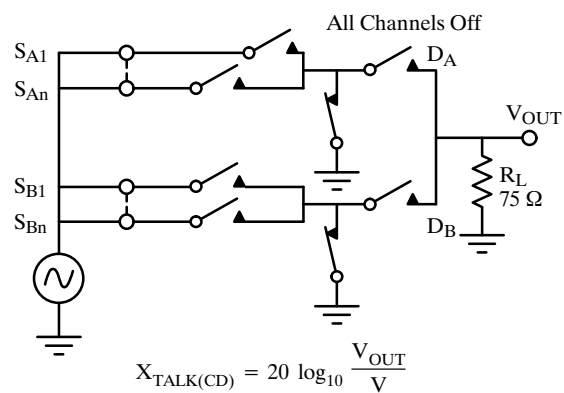 All Channels Off
S_A1
D_A
S_An
V_OUT
S_B1
R_L
75 Ω
S_Bn
D_B
X_TALK(CD) = 20 log_10 V_OUT / V